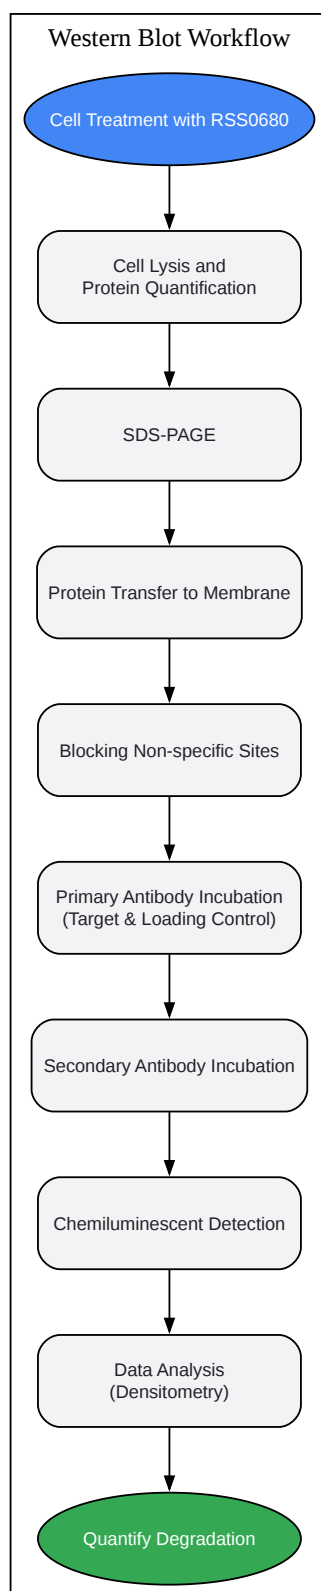 Western Blot Workflow
Cell Treatment with RSS0680
Cell Lysis and
Protein Quantification
SDS-PAGE
Protein Transfer to Membrane
Blocking Non-specific Sites
Primary Antibody Incubation
(Target & Loading Control)
Secondary Antibody Incubation
Chemiluminescent Detection
Data Analysis
(Densitometry)
Quantify Degradation